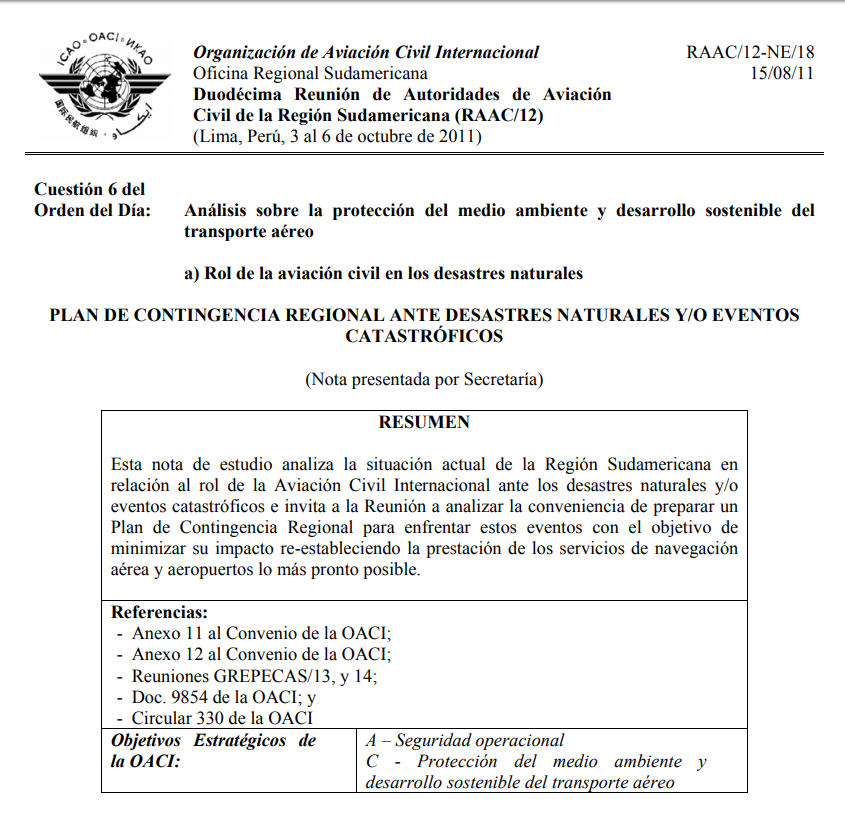 ICAO · OACI · ИКАО
国际民航组织 · إيكاو
Organización de Aviación Civil Internacional
RAAC/12-NE/18
Oficina Regional Sudamericana
15/08/11
Duodécima Reunión de Autoridades de Aviación
Civil de la Región Sudamericana (RAAC/12)
(Lima, Perú, 3 al 6 de octubre de 2011)
Cuestión 6 del
Orden del Día:
Análisis sobre la protección del medio ambiente y desarrollo sostenible del
transporte aéreo
a) Rol de la aviación civil en los desastres naturales
PLAN DE CONTINGENCIA REGIONAL ANTE DESASTRES NATURALES Y/O EVENTOS
CATASTRÓFICOS
(Nota presentada por Secretaría)
RESUMEN
Esta nota de estudio analiza la situación actual de la Región Sudamericana en
relación al rol de la Aviación Civil Internacional ante los desastres naturales y/o
eventos catastróficos e invita a la Reunión a analizar la conveniencia de preparar un
Plan de Contingencia Regional para enfrentar estos eventos con el objetivo de
minimizar su impacto re-estableciendo la prestación de los servicios de navegación
aérea y aeropuertos lo más pronto posible.
Referencias:
- Anexo 11 al Convenio de la OACI;
- Anexo 12 al Convenio de la OACI;
- Reuniones GREPECAS/13, y 14;
- Doc. 9854 de la OACI; y
- Circular 330 de la OACI
Objetivos Estratégicos de
la OACI:
A – Seguridad operacional
C - Protección del medio ambiente y
desarrollo sostenible del transporte aéreo